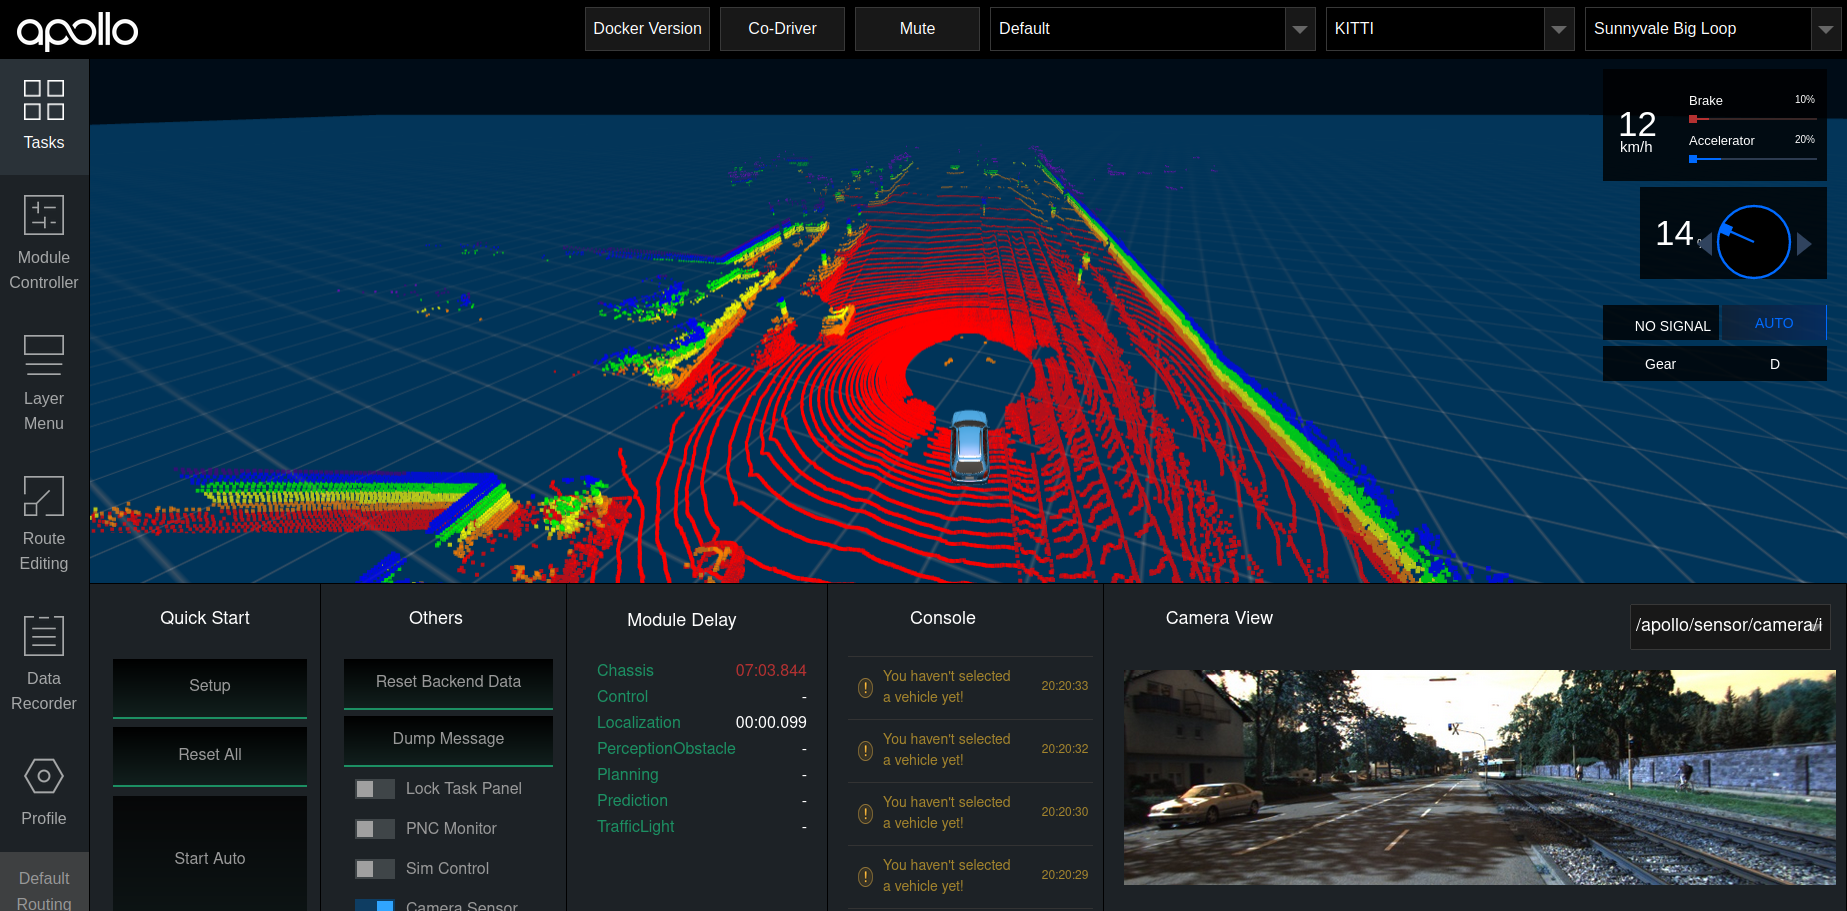 apollo
Docker Version
Co-Driver
Mute
Default
KITTI
Sunnyvale Big Loop
Tasks
Module
Controller
Layer
Menu
Route
Editing
Data
Recorder
Profile
Default
Routing
12
km/h
Brake
10%
Accelerator
20%
14
NO SIGNAL
AUTO
Gear
D
Quick Start
Setup
Reset All
Start Auto
Others
Reset Backend Data
Dump Message
Lock Task Panel
PNC Monitor
Sim Control
Camera Sensor
Module Delay
Chassis 07:03.844
Control -
Localization 00:00.099
PerceptionObstacle -
Planning -
Prediction -
TrafficLight -
Console
You haven't selected
a vehicle yet!
20:20:33
You haven't selected
a vehicle yet!
20:20:32
You haven't selected
a vehicle yet!
20:20:30
You haven't selected
a vehicle yet!
20:20:29
Camera View
/apollo/sensor/camera/i